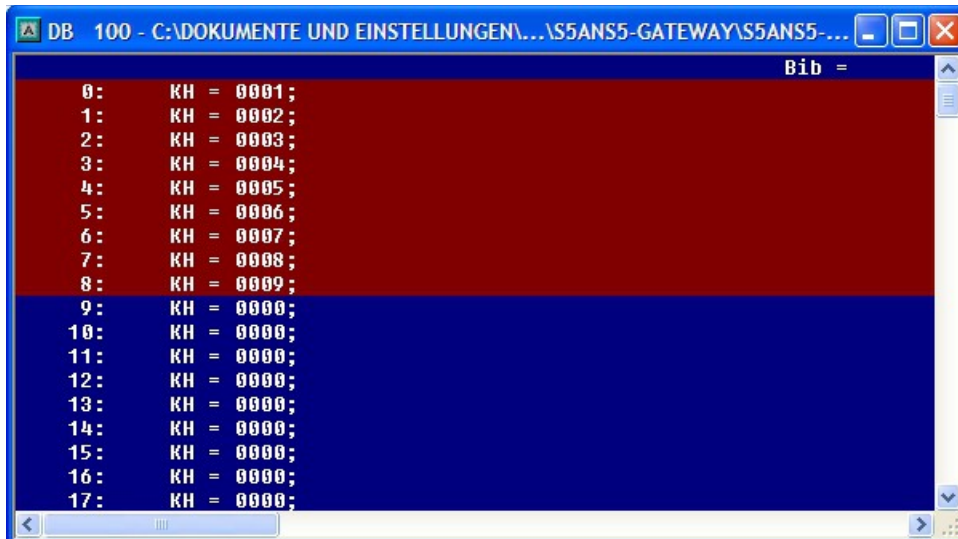 DB 100 - C:\DOKUMENTE UND EINSTELLUNGEN\...\S5ANS5-GATEWAY\S5ANS5-...
Bib =
0: KH = 0001;
1: KH = 0002;
2: KH = 0003;
3: KH = 0004;
4: KH = 0005;
5: KH = 0006;
6: KH = 0007;
7: KH = 0008;
8: KH = 0009;
9: KH = 0000;
10: KH = 0000;
11: KH = 0000;
12: KH = 0000;
13: KH = 0000;
14: KH = 0000;
15: KH = 0000;
16: KH = 0000;
17: KH = 0000;